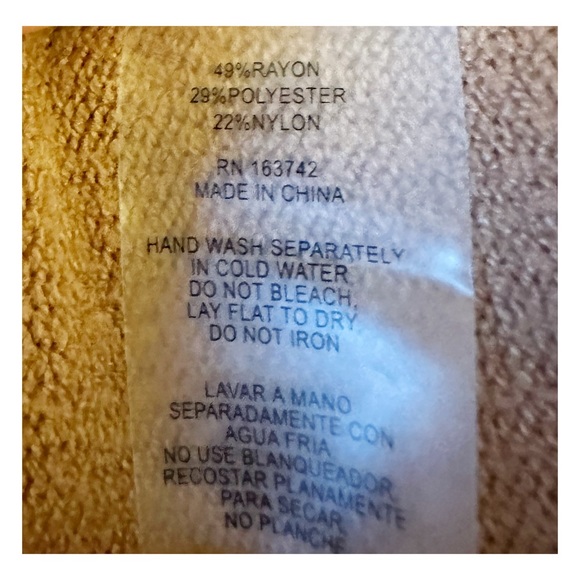 49%RAYON
29%POLYESTER
22%NYLON
RN 163742
MADE IN CHINA
HAND WASH SEPARATELY
IN COLD WATER
DO NOT BLEACH,
LAY FLAT TO DRY
DO NOT IRON
LAVAR A MANO
SEPARADAMENTE CON
AGUA FRIA
NO USE BLANQUEADOR,
RECOSTAR PLANAMENTE
PARA SECAR
NO PLANCHE